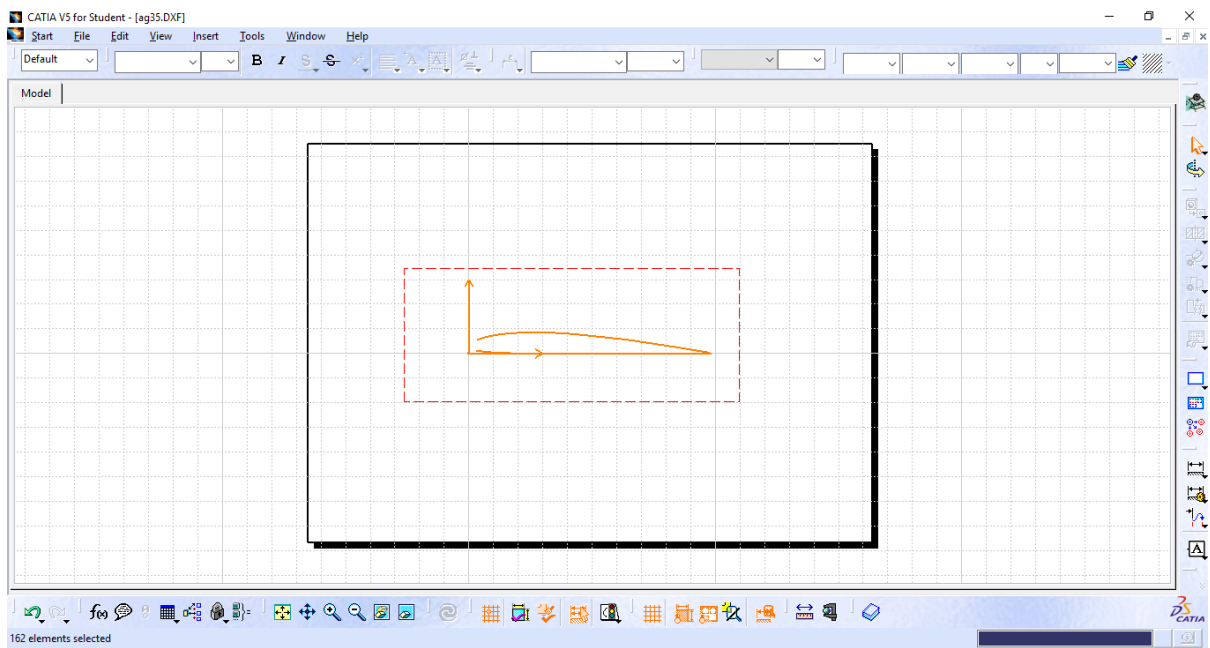 CATIA V5 for Student - [ag35.DXF]
Start File Edit View Insert Tools Window Help
Default B I S S
Model
f(x)
A
DS CATIA
162 elements selected